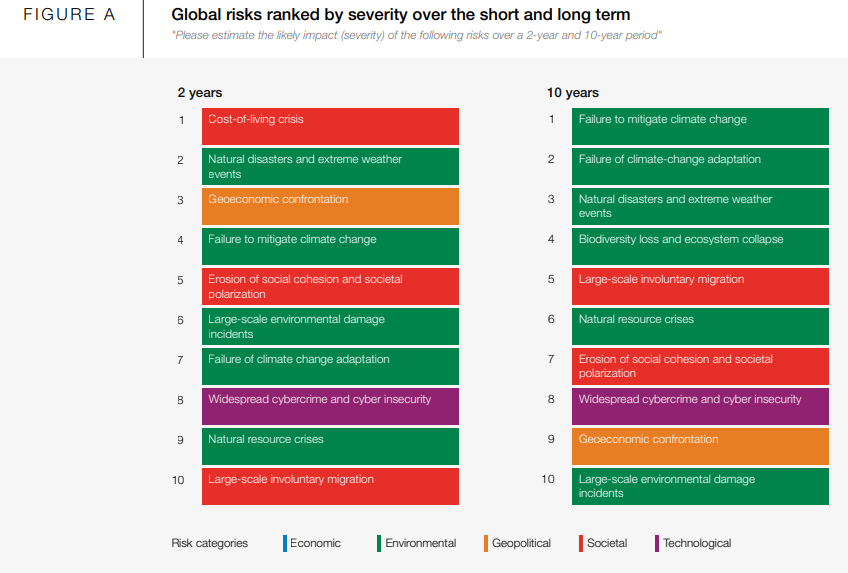 FIGURE A
Global risks ranked by severity over the short and long term
"Please estimate the likely impact (severity) of the following risks over a 2-year and 10-year period"
2 years
1 Cost-of-living crisis
2 Natural disasters and extreme weather
events
3 Geoeconomic confrontation
4 Failure to mitigate climate change
5 Erosion of social cohesion and societal
polarization
6 Large-scale environmental damage
incidents
7 Failure of climate change adaptation
8 Widespread cybercrime and cyber insecurity
9 Natural resource crises
10 Large-scale involuntary migration
10 years
1 Failure to mitigate climate change
2 Failure of climate-change adaptation
3 Natural disasters and extreme weather
events
4 Biodiversity loss and ecosystem collapse
5 Large-scale involuntary migration
6 Natural resource crises
7 Erosion of social cohesion and societal
polarization
8 Widespread cybercrime and cyber insecurity
9 Geoeconomic confrontation
10 Large-scale environmental damage
incidents
Risk categories Economic Environmental Geopolitical Societal Technological